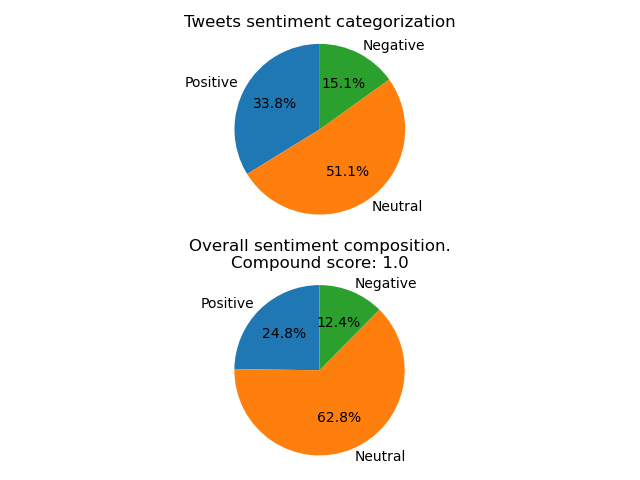 Tweets sentiment categorization
Negative
Positive
15.1%
33.8%
51.1%
Neutral
Overall sentiment composition.
Compound score: 1.0
Negative
Positive
12.4%
24.8%
62.8%
Neutral